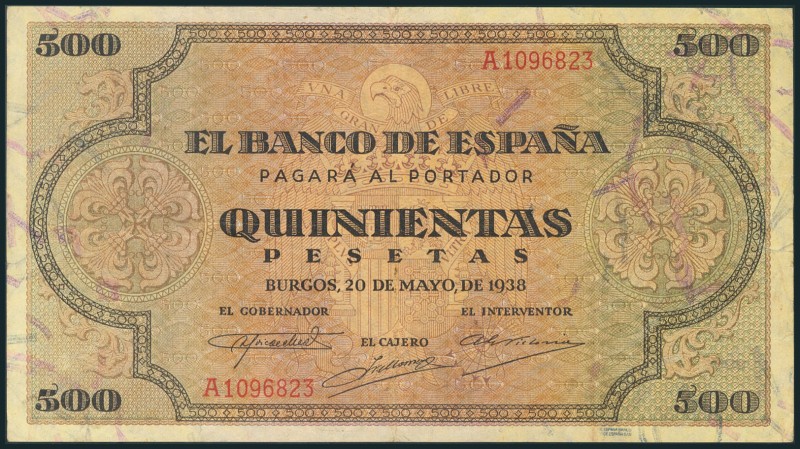 500 500
A1096823
UNA LIBRE
GRANDE
EL BANCO DE ESPAÑA
PAGARÁ AL PORTADOR
QUINIENTAS
PESETAS
BURGOS, 20 DE MAYO, DE 1938
EL GOBERNADOR EL INTERVENTOR
EL CAJERO
A1096823
500 500